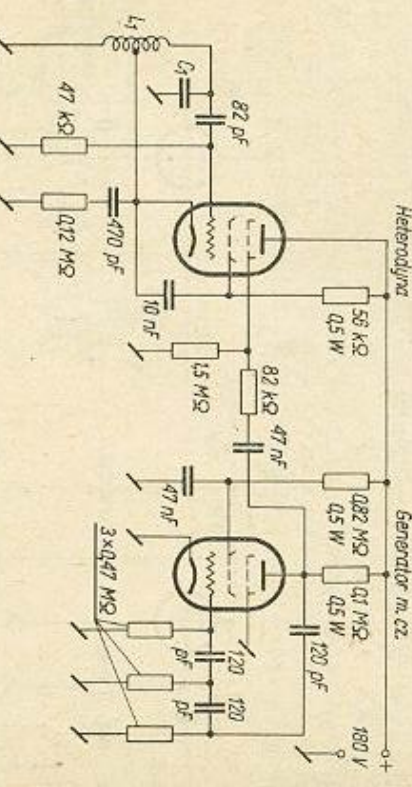 Heterodyna
Generator m. cz.
56 kΩ
0,5 W
0,82 MΩ
0,5 W
0,1 MΩ
0,5 W
180 V
+
82 pF
C1
L1
47 kΩ
0,12 MΩ
470 pF
10 nF
1,5 MΩ
82 kΩ
47 nF
47 nF
120 pF
120
pF
120
pF
3×0,47 MΩ